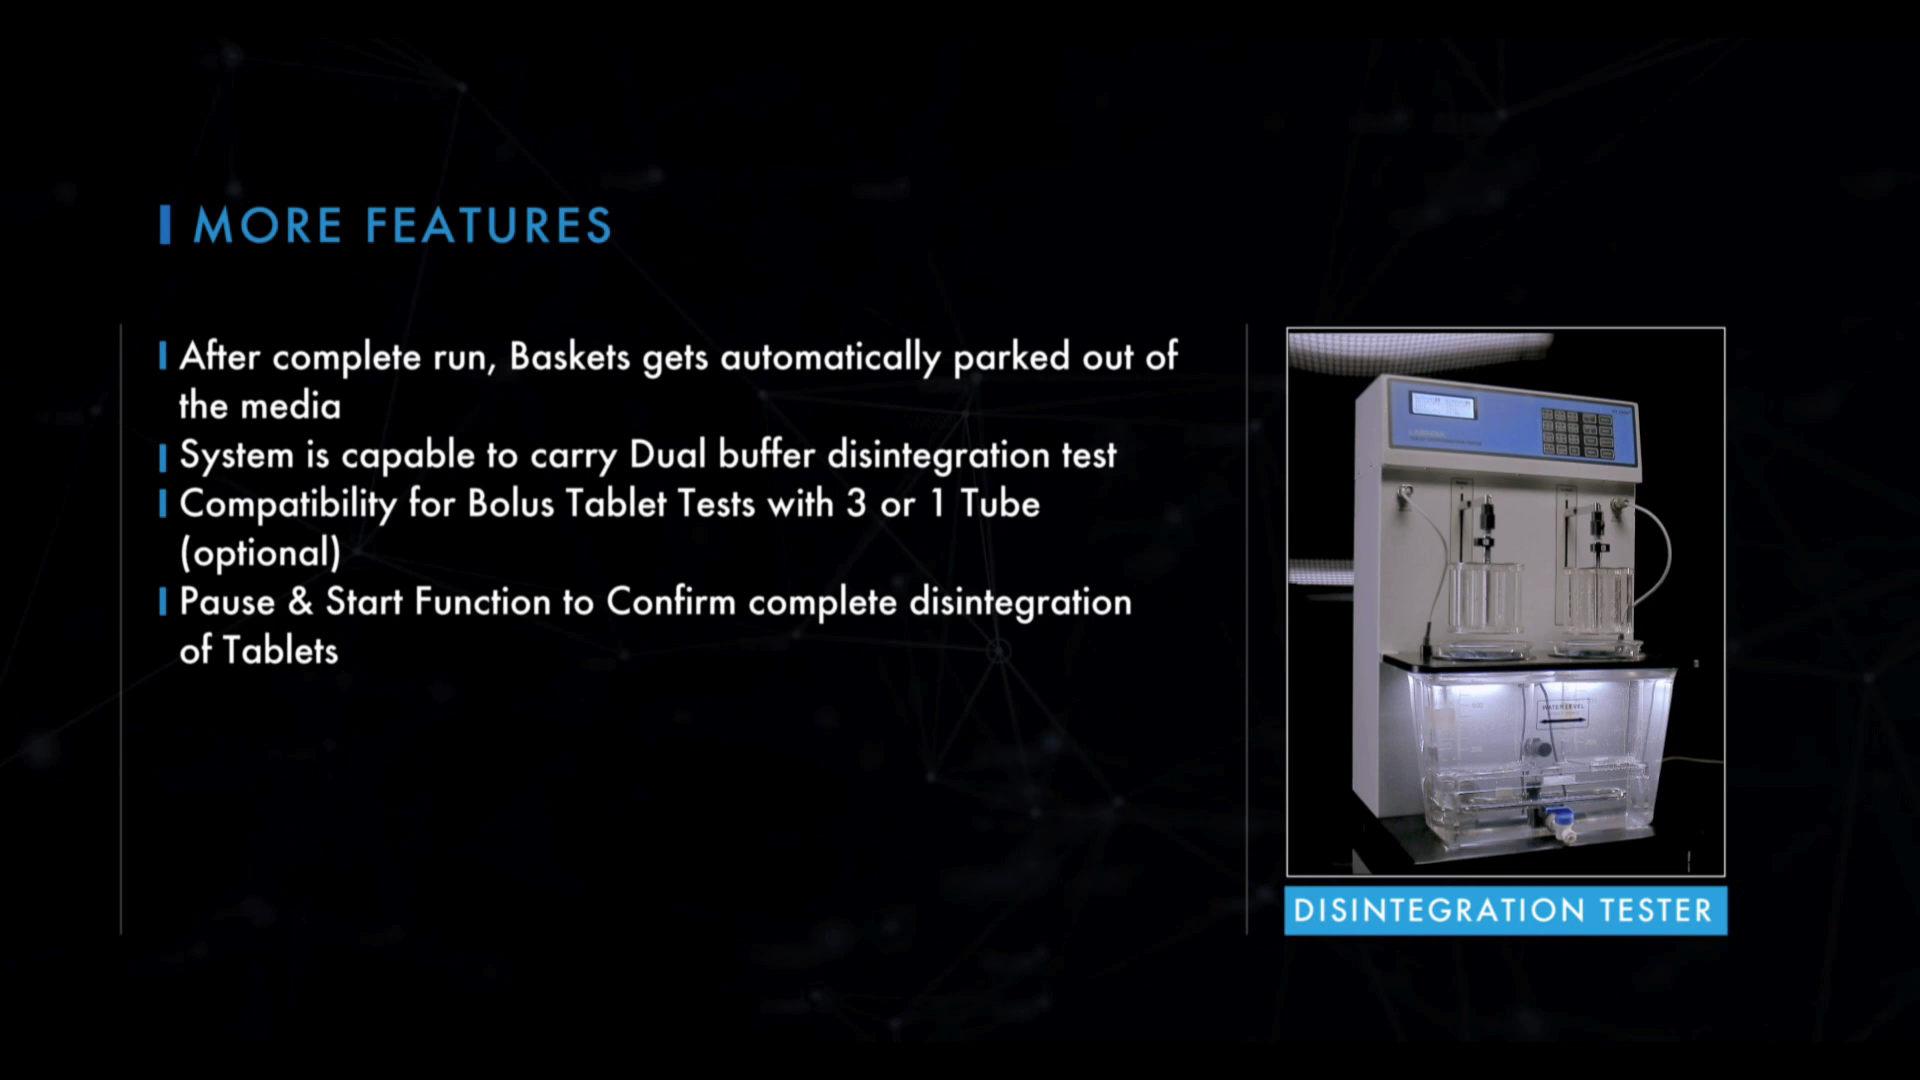 MORE FEATURES
After complete run, Baskets gets automatically parked out of
the media
System is capable to carry Dual buffer disintegration test
Compatibility for Bolus Tablet Tests with 3 or 1 Tube
(optional)
Pause & Start Function to Confirm complete disintegration
of Tablets
WATER LEVEL
DISINTEGRATION TESTER